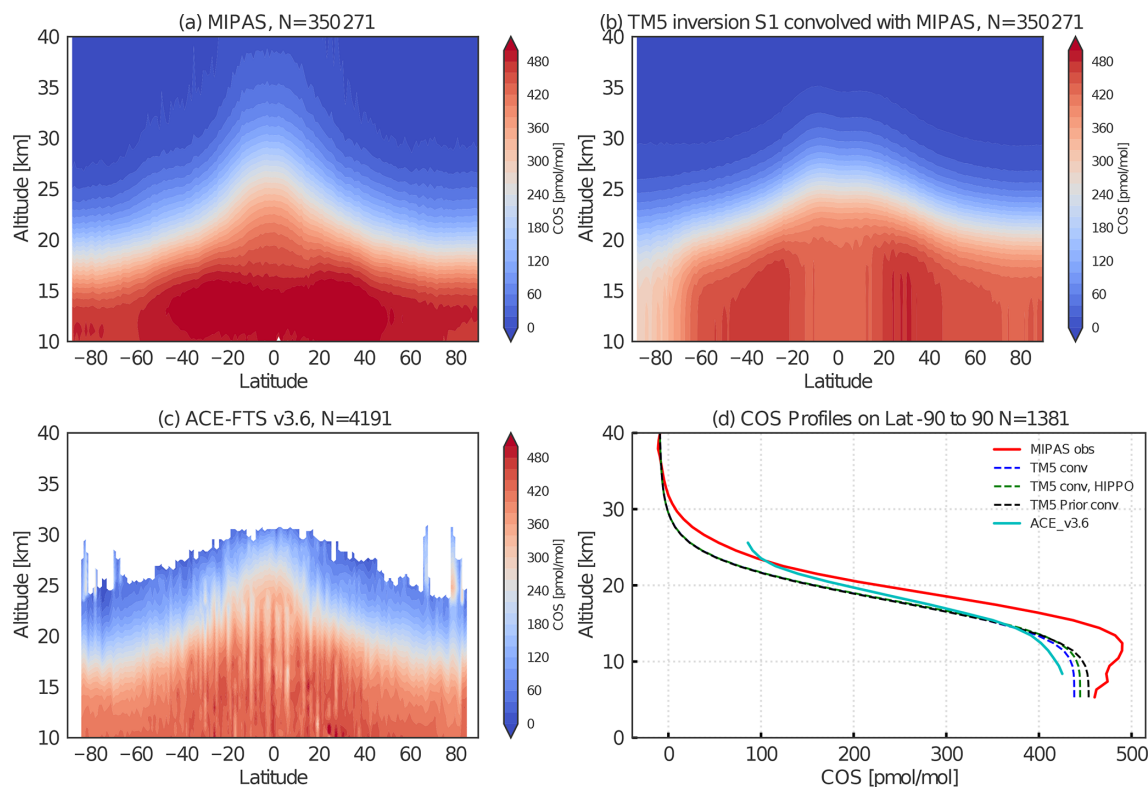 (a) MIPAS, N=350271
40
35
30
25
20
15
10
Altitude [km]
−80 −60 −40 −20 0 20 40 60 80
Latitude
480
420
360
300
240
180
120
60
0
COS [pmol/mol]
(b) TM5 inversion S1 convolved with MIPAS, N=350271
40
35
30
25
20
15
10
Altitude [km]
−80 −60 −40 −20 0 20 40 60 80
Latitude
480
420
360
300
240
180
120
60
0
COS [pmol/mol]
(c) ACE-FTS v3.6, N=4191
40
35
30
25
20
15
10
Altitude [km]
−80 −60 −40 −20 0 20 40 60 80
Latitude
480
420
360
300
240
180
120
60
0
COS [pmol/mol]
(d) COS Profiles on Lat -90 to 90 N=1381
40
30
20
10
0
Altitude [km]
MIPAS obs
TM5 conv
TM5 conv, HIPPO
TM5 Prior conv
ACE_v3.6
0 100 200 300 400 500
COS [pmol/mol]